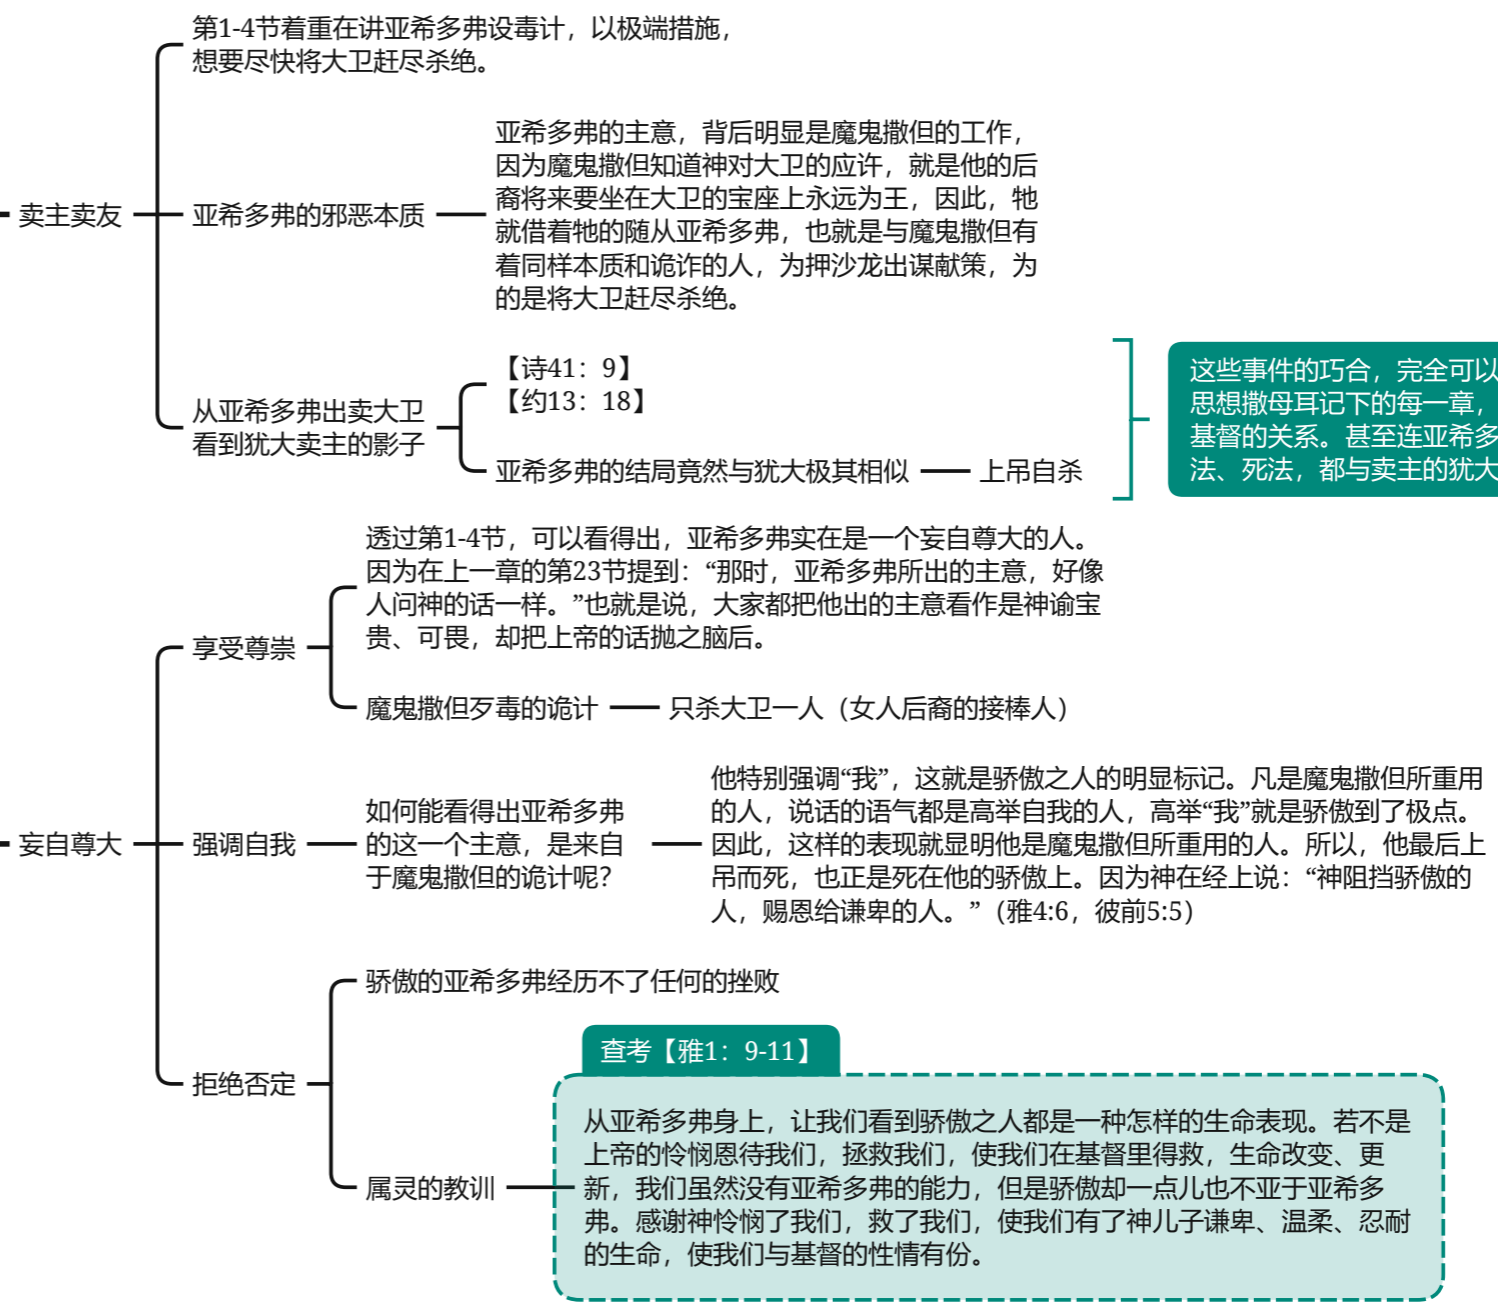 第1-4节着重在讲亚希多弗设毒计，以极端措施，
想要尽快将大卫赶尽杀绝。
卖主卖友
亚希多弗的邪恶本质
亚希多弗的主意，背后明显是魔鬼撒但的工作，
因为魔鬼撒但知道神对大卫的应许，就是他的后
裔将来要坐在大卫的宝座上永远为王，因此，牠
就借着牠的随从亚希多弗，也就是与魔鬼撒但有
着同样本质和诡诈的人，为押沙龙出谋献策，为
的是将大卫赶尽杀绝。
从亚希多弗出卖大卫
看到犹大卖主的影子
【诗41：9】
【约13：18】
亚希多弗的结局竟然与犹大极其相似
上吊自杀
这些事件的巧合，完全可以
思想撒母耳记下的每一章，
基督的关系。甚至连亚希多
法、死法，都与卖主的犹大
妄自尊大
享受尊崇
透过第1-4节，可以看得出，亚希多弗实在是一个妄自尊大的人。
因为在上一章的第23节提到：“那时，亚希多弗所出的主意，好像
人问神的话一样。”也就是说，大家都把他出的主意看作是神谕宝
贵、可畏，却把上帝的话抛之脑后。
魔鬼撒但歹毒的诡计
只杀大卫一人（女人后裔的接棒人）
强调自我
如何能看得出亚希多弗
的这一个主意，是来自
于魔鬼撒但的诡计呢？
他特别强调“我”，这就是骄傲之人的明显标记。凡是魔鬼撒但所重用
的人，说话的语气都是高举自我的人，高举“我”就是骄傲到了极点。
因此，这样的表现就显明他是魔鬼撒但所重用的人。所以，他最后上
吊而死，也正是死在他的骄傲上。因为神在经上说：“神阻挡骄傲的
人，赐恩给谦卑的人。”（雅4:6，彼前5:5）
拒绝否定
骄傲的亚希多弗经历不了任何的挫败
属灵的教训
查考【雅1：9-11】
从亚希多弗身上，让我们看到骄傲之人都是一种怎样的生命表现。若不是
上帝的怜悯恩待我们，拯救我们，使我们在基督里得救，生命改变、更
新，我们虽然没有亚希多弗的能力，但是骄傲却一点儿也不亚于亚希多
弗。感谢神怜悯了我们，救了我们，使我们有了神儿子谦卑、温柔、忍耐
的生命，使我们与基督的性情有份。